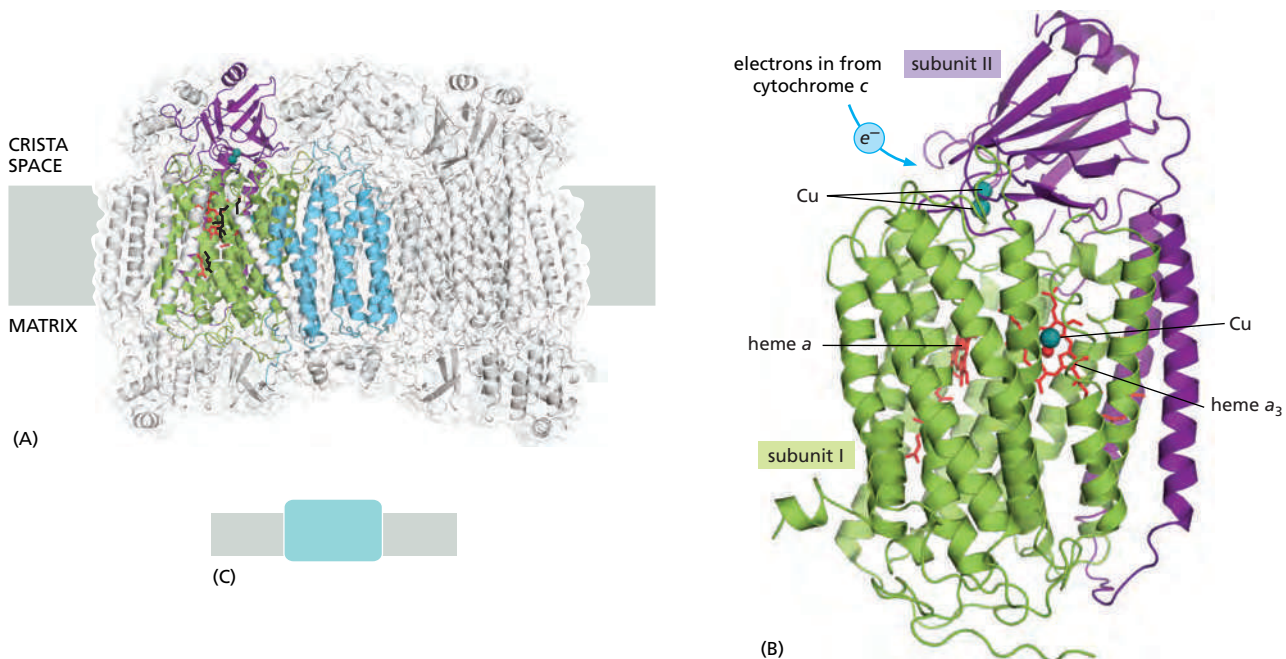 CRISTA
SPACE
MATRIX
(A)
(C)
electrons in from
cytochrome c
subunit II
e−
Cu
Cu
heme a
heme a₃
subunit I
(B)